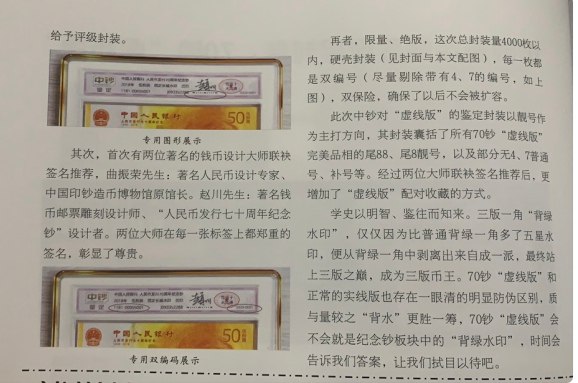 给予评级封装。
中国人民银行
50
专用图形展示
其次，首次有两位著名的钱币设计大师联袂
签名推荐，曲振荣先生：著名人民币设计专家、
中国印钞造币博物馆原馆长。赵川先生：著名钱
币邮票雕刻设计师、“人民币发行七十周年纪念
钞”设计者。两位大师在每一张标签上都郑重的
签名，彰显了尊贵。
中钞
中国人民银行
50
专用双编码展示
再者，限量、绝版，这次总封装量4000枚以
内，硬壳封装（见封面与本文配图），每一枚都
是双编号（尽量剔除带有4、7的编号，如上
图），双保险，确保了以后不会被扩容。
此次中钞对“虚线版”的鉴定封装以靓号作
为主打方向，其封装囊括了所有70钞“虚线版”
完美品相的尾88、尾8靓号，以及部分无4、7普通
号、补号等。经过两位大师联袂签名推荐后，更
增加了“虚线版”配对收藏的方式。
学史以明智、鉴往而知来。三版一角“背绿
水印”，仅仅因为比普通背绿一角多了五星水
印，便从背绿一角中剥离出来自成一派，最终站
上三版之巅，成为三版币王。70钞“虚线版”和
正常的实线版也存在一眼清的明显防伪区别，质
与量较之“背水”更胜一筹，70钞“虚线版”会
不会就是纪念钞板块中的“背绿水印”，时间会
告诉我们答案，让我们拭目以待吧。